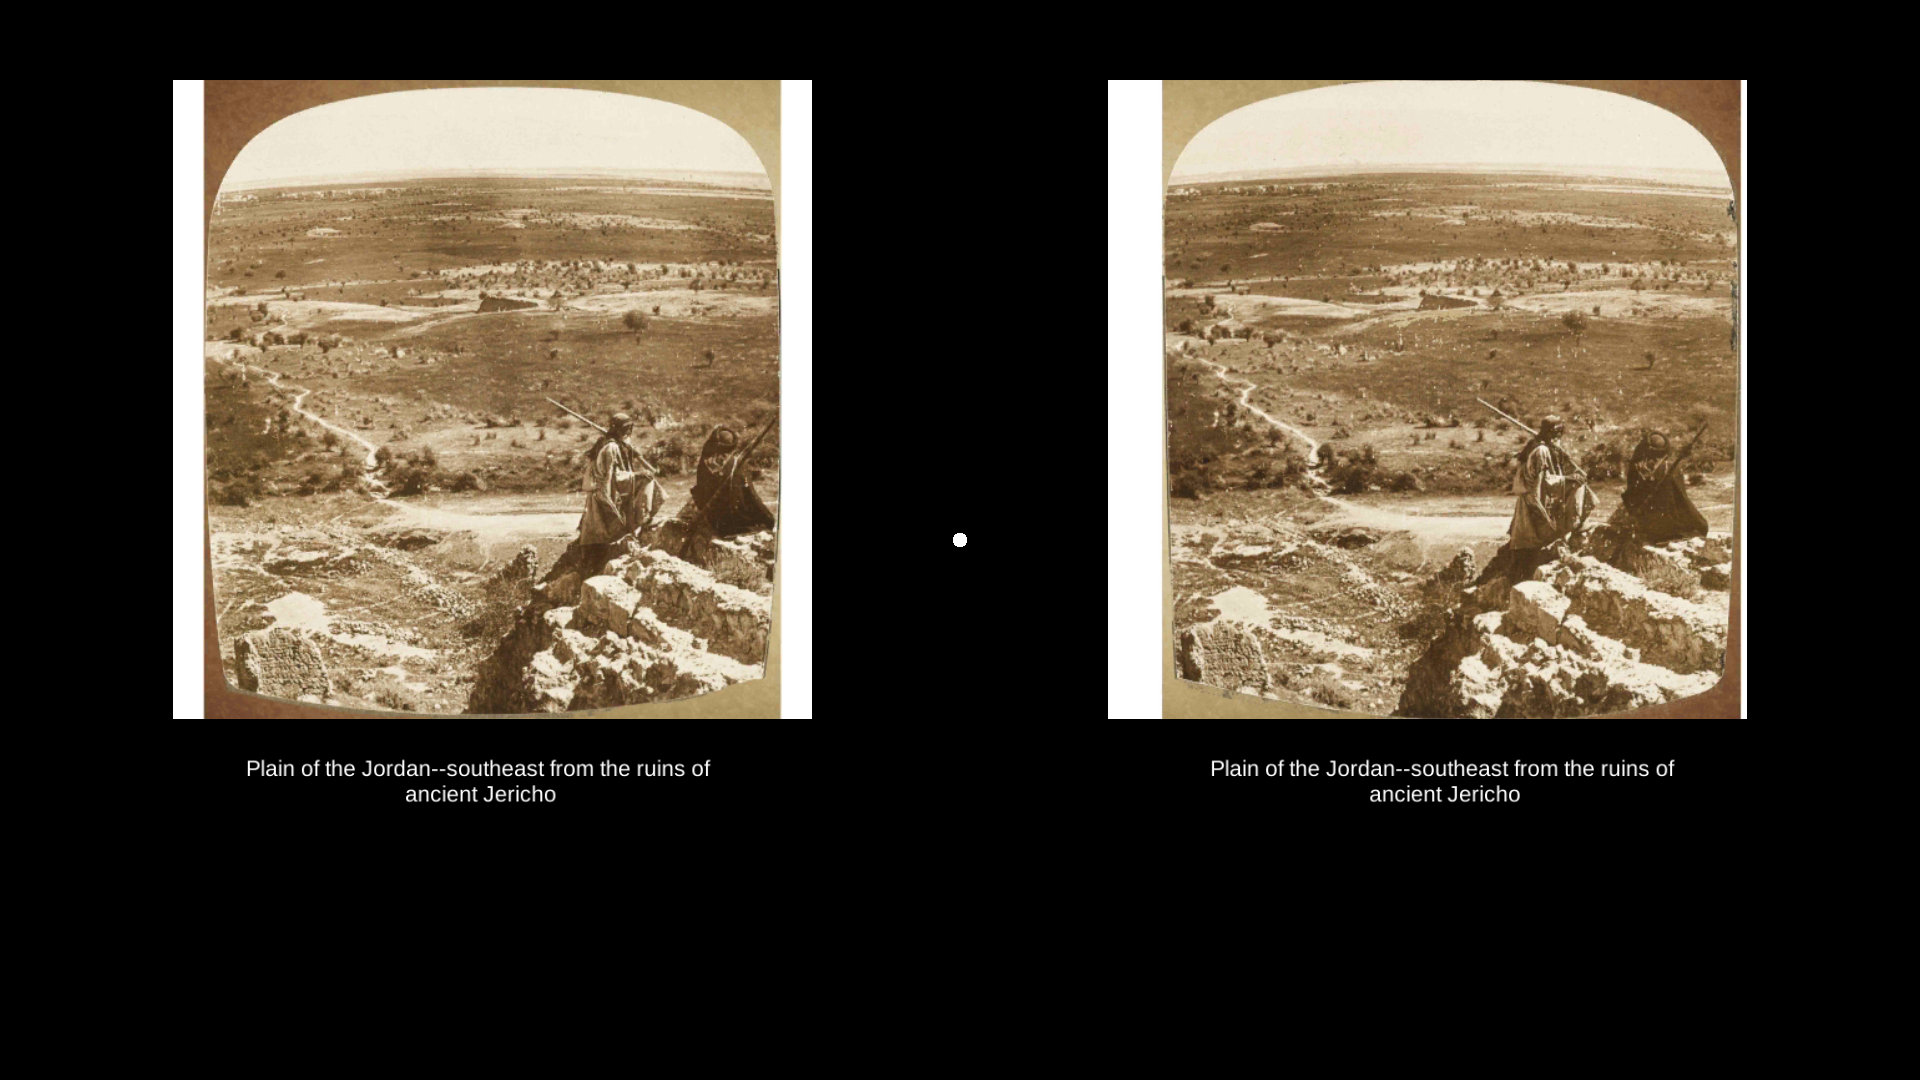 Plain of the Jordan--southeast from the ruins of
ancient Jericho
Plain of the Jordan--southeast from the ruins of
ancient Jericho